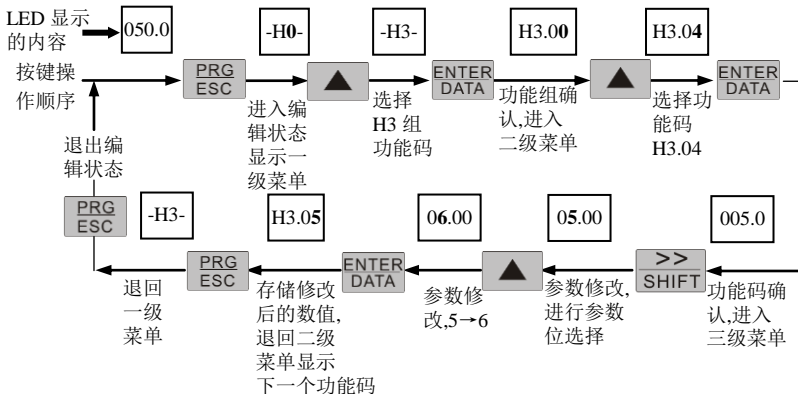 LED 显示
的内容
050.0
-H0-
-H3-
H3.00
H3.04
按键操
作顺序
PRG
ESC
ENTER
DATA
ENTER
DATA
进入编
辑状态
显示一
级菜单
选择
H3 组
功能码
功能组确
认,进入
二级菜单
选择功
能码
H3.04
退出编
辑状态
PRG
ESC
-H3-
H3.05
06.00
05.00
005.0
PRG
ESC
ENTER
DATA
>>
SHIFT
退回
一级
菜单
存储修改
后的数值,
退回二级
菜单显示
下一个功能码
参数修
改,5→6
参数修改,
进行参数
位选择
功能码确
认,进入
三级菜单